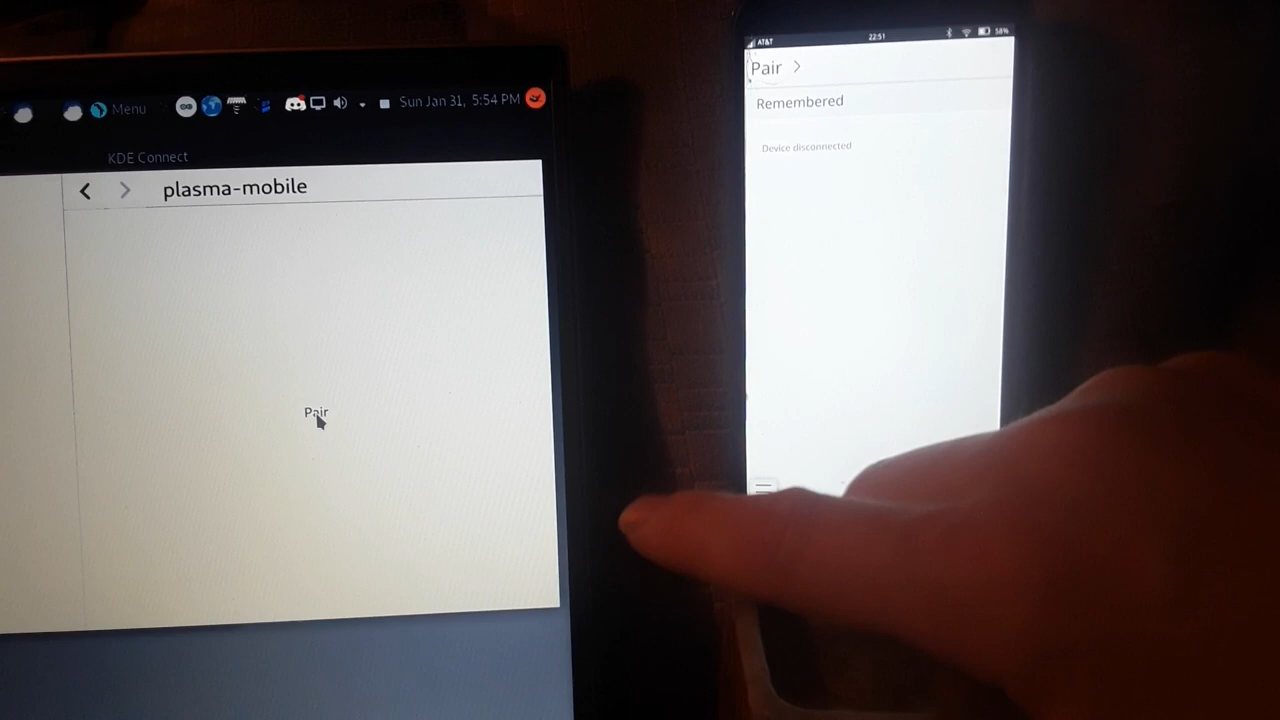 Menu
Sun Jan 31, 5:54 PM
KDE Connect
plasma-mobile
Pair
AT&T
22:51
58%
Pair
Remembered
Device disconnected